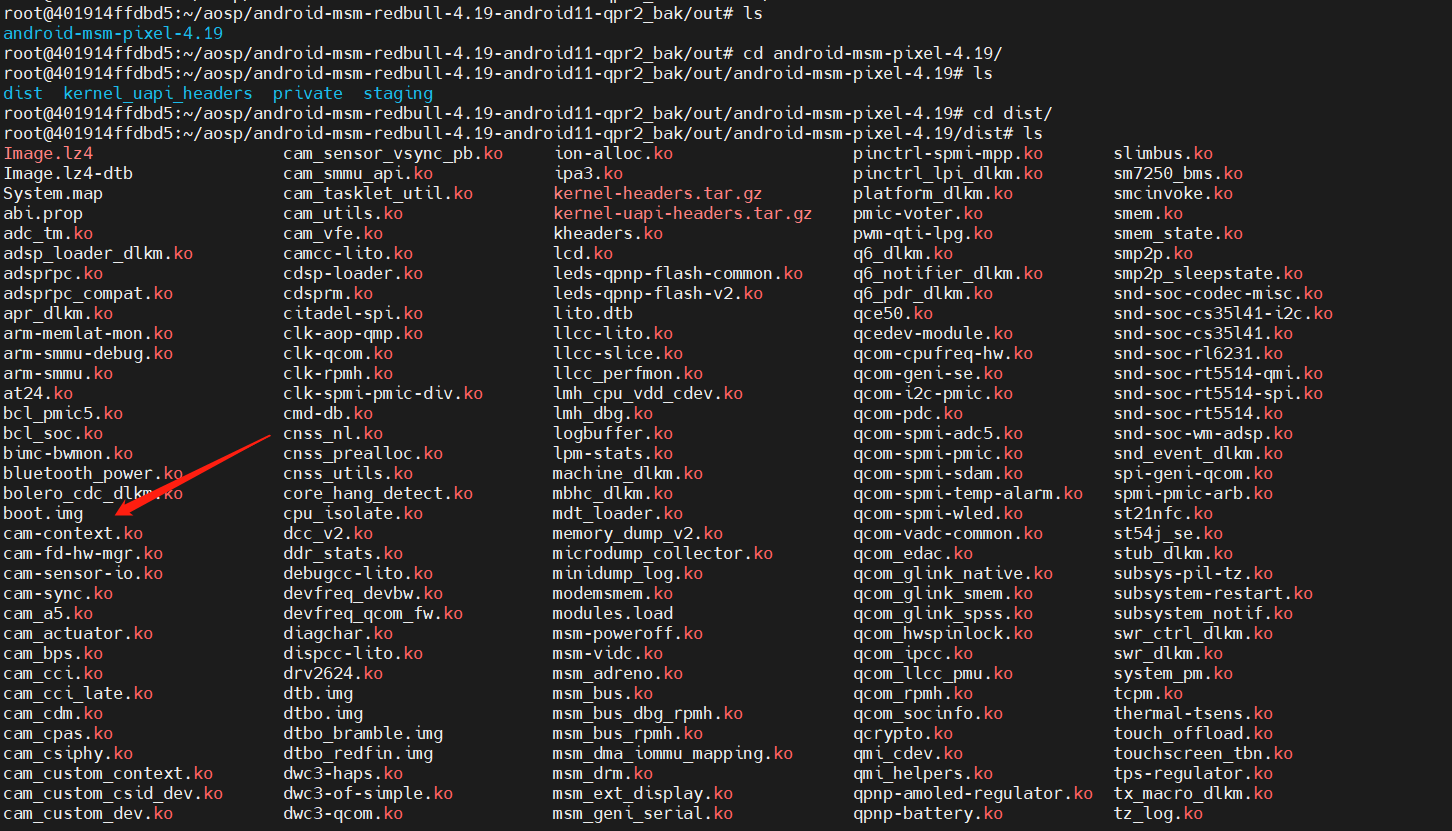 root@401914ffdbd5:~/aosp/android-msm-redbull-4.19-android11-qpr2_bak/out# ls
android-msm-pixel-4.19
root@401914ffdbd5:~/aosp/android-msm-redbull-4.19-android11-qpr2_bak/out# cd android-msm-pixel-4.19/
root@401914ffdbd5:~/aosp/android-msm-redbull-4.19-android11-qpr2_bak/out/android-msm-pixel-4.19# ls
dist  kernel_uapi_headers  private  staging
root@401914ffdbd5:~/aosp/android-msm-redbull-4.19-android11-qpr2_bak/out/android-msm-pixel-4.19# cd dist/
root@401914ffdbd5:~/aosp/android-msm-redbull-4.19-android11-qpr2_bak/out/android-msm-pixel-4.19/dist# ls
Image.lz4 cam_sensor_vsync_pb.ko ion-alloc.ko pinctrl-spmi-mpp.ko slimbus.ko
Image.lz4-dtb cam_smmu_api.ko ipa3.ko pinctrl_lpi_dlkm.ko sm7250_bms.ko
System.map cam_tasklet_util.ko kernel-headers.tar.gz platform_dlkm.ko smcinvoke.ko
abi.prop cam_utils.ko kernel-uapi-headers.tar.gz pmic-voter.ko smem.ko
adc_tm.ko cam_vfe.ko kheaders.ko pwm-qti-lpg.ko smem_state.ko
adsp_loader_dlkm.ko camcc-lito.ko lcd.ko q6_dlkm.ko smp2p.ko
adsprpc.ko cdsp-loader.ko leds-qpnp-flash-common.ko q6_notifier_dlkm.ko smp2p_sleepstate.ko
adsprpc_compat.ko cdsprm.ko leds-qpnp-flash-v2.ko q6_pdr_dlkm.ko snd-soc-codec-misc.ko
apr_dlkm.ko citadel-spi.ko lito.dtb qce50.ko snd-soc-cs35l41-i2c.ko
arm-memlat-mon.ko clk-aop-qmp.ko llcc-lito.ko qcedev-module.ko snd-soc-cs35l41.ko
arm-smmu-debug.ko clk-qcom.ko llcc-slice.ko qcom-cpufreq-hw.ko snd-soc-rl6231.ko
arm-smmu.ko clk-rpmh.ko llcc_perfmon.ko qcom-geni-se.ko snd-soc-rt5514-qmi.ko
at24.ko clk-spmi-pmic-div.ko lmh_cpu_vdd_cdev.ko qcom-i2c-pmic.ko snd-soc-rt5514-spi.ko
bcl_pmic5.ko cmd-db.ko lmh_dbg.ko qcom-pdc.ko snd-soc-rt5514.ko
bcl_soc.ko cnss_nl.ko logbuffer.ko qcom-spmi-adc5.ko snd-soc-wm-adsp.ko
bimc-bwmon.ko cnss_prealloc.ko lpm-stats.ko qcom-spmi-pmic.ko snd_event_dlkm.ko
bluetooth_power.ko cnss_utils.ko machine_dlkm.ko qcom-spmi-sdam.ko spi-geni-qcom.ko
bolero_cdc_dlkm.ko core_hang_detect.ko mbhc_dlkm.ko qcom-spmi-temp-alarm.ko spmi-pmic-arb.ko
boot.img cpu_isolate.ko mdt_loader.ko qcom-spmi-wled.ko st21nfc.ko
cam-context.ko dcc_v2.ko memory_dump_v2.ko qcom-vadc-common.ko st54j_se.ko
cam-fd-hw-mgr.ko ddr_stats.ko microdump_collector.ko qcom_edac.ko stub_dlkm.ko
cam-sensor-io.ko debugcc-lito.ko minidump_log.ko qcom_glink_native.ko subsys-pil-tz.ko
cam-sync.ko devfreq_devbw.ko modemsmem.ko qcom_glink_smem.ko subsystem-restart.ko
cam_a5.ko devfreq_qcom_fw.ko modules.load qcom_glink_spss.ko subsystem_notif.ko
cam_actuator.ko diagchar.ko msm-poweroff.ko qcom_hwspinlock.ko swr_ctrl_dlkm.ko
cam_bps.ko dispcc-lito.ko msm-vidc.ko qcom_ipcc.ko swr_dlkm.ko
cam_cci.ko drv2624.ko msm_adreno.ko qcom_llcc_pmu.ko system_pm.ko
cam_cci_late.ko dtb.img msm_bus.ko qcom_rpmh.ko tcpm.ko
cam_cdm.ko dtbo.img msm_bus_dbg_rpmh.ko qcom_socinfo.ko thermal-tsens.ko
cam_cpas.ko dtbo_bramble.img msm_bus_rpmh.ko qcrypto.ko touch_offload.ko
cam_csiphy.ko dtbo_redfin.img msm_dma_iommu_mapping.ko qmi_cdev.ko touchscreen_tbn.ko
cam_custom_context.ko dwc3-haps.ko msm_drm.ko qmi_helpers.ko tps-regulator.ko
cam_custom_csid_dev.ko dwc3-of-simple.ko msm_ext_display.ko qpnp-amoled-regulator.ko tx_macro_dlkm.ko
cam_custom_dev.ko dwc3-qcom.ko msm_geni_serial.ko qpnp-battery.ko tz_log.ko